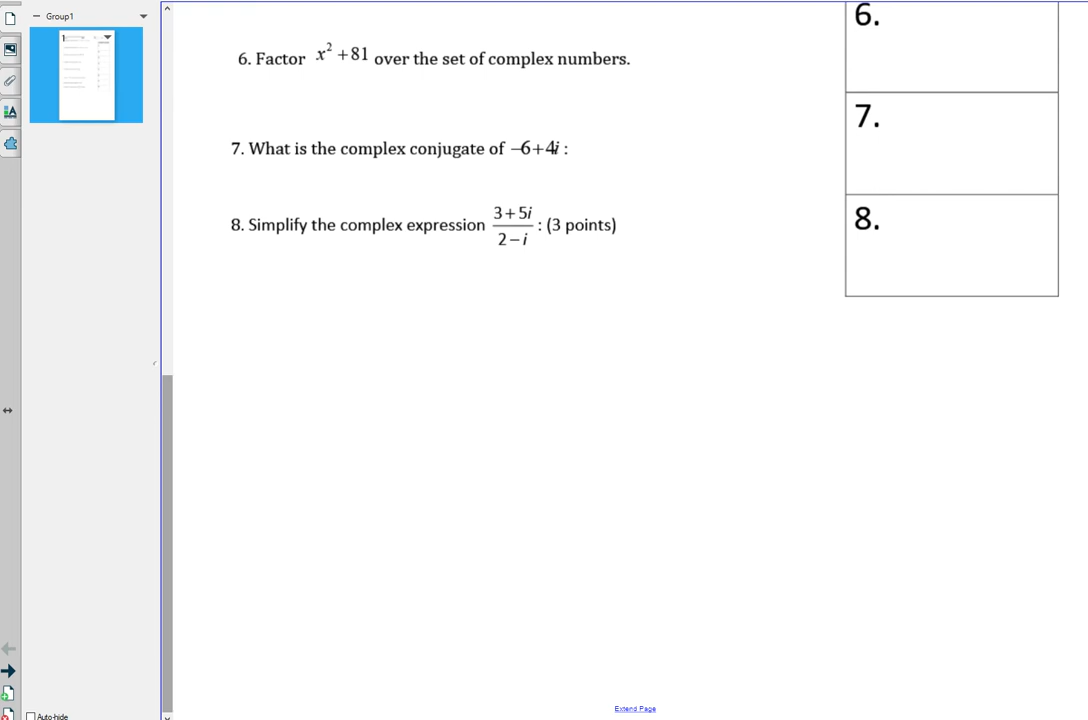 Group1
6. Factor x² +81 over the set of complex numbers.
7. What is the complex conjugate of −6+4i :
8. Simplify the complex expression (3+5i)/(2−i) : (3 points)
6.
7.
8.
Extend Page
Auto-hide